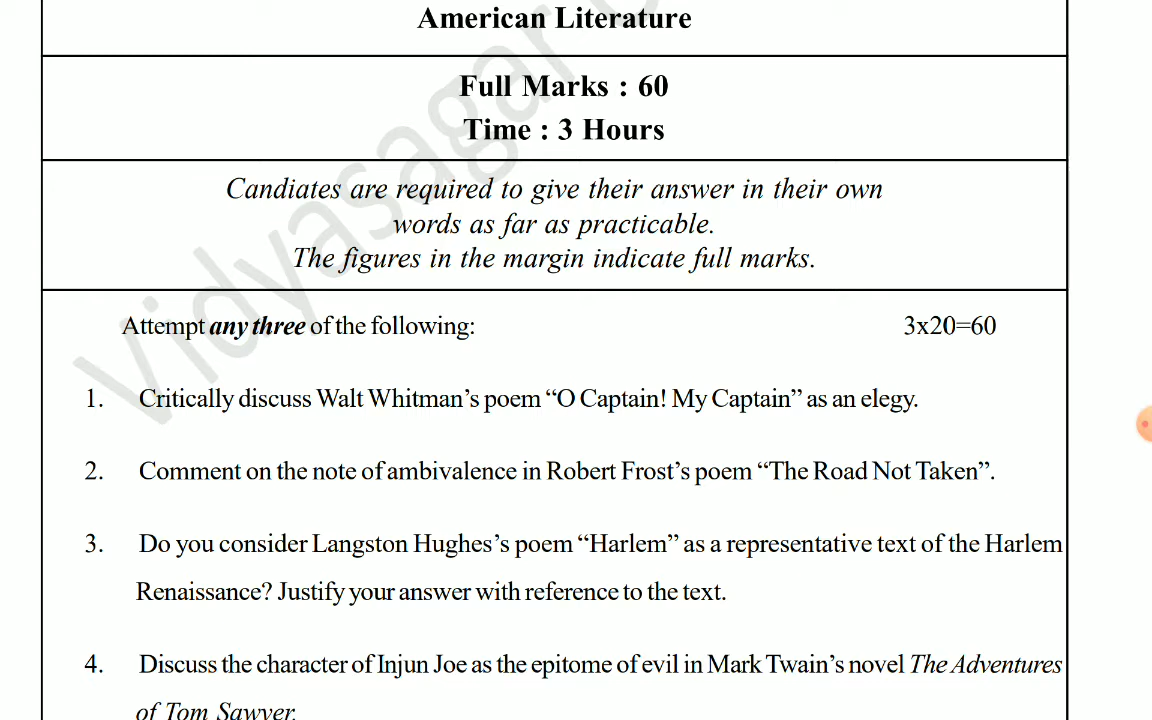 American Literature
Full Marks : 60
Time : 3 Hours
Candiates are required to give their answer in their own
words as far as practicable.
The figures in the margin indicate full marks.
Attempt any three of the following: 3x20=60
1. Critically discuss Walt Whitman’s poem “O Captain! My Captain” as an elegy.
2. Comment on the note of ambivalence in Robert Frost’s poem “The Road Not Taken”.
3. Do you consider Langston Hughes’s poem “Harlem” as a representative text of the Harlem
Renaissance? Justify your answer with reference to the text.
4. Discuss the character of Injun Joe as the epitome of evil in Mark Twain’s novel The Adventures
of Tom Sawyer.
Vidyasagar